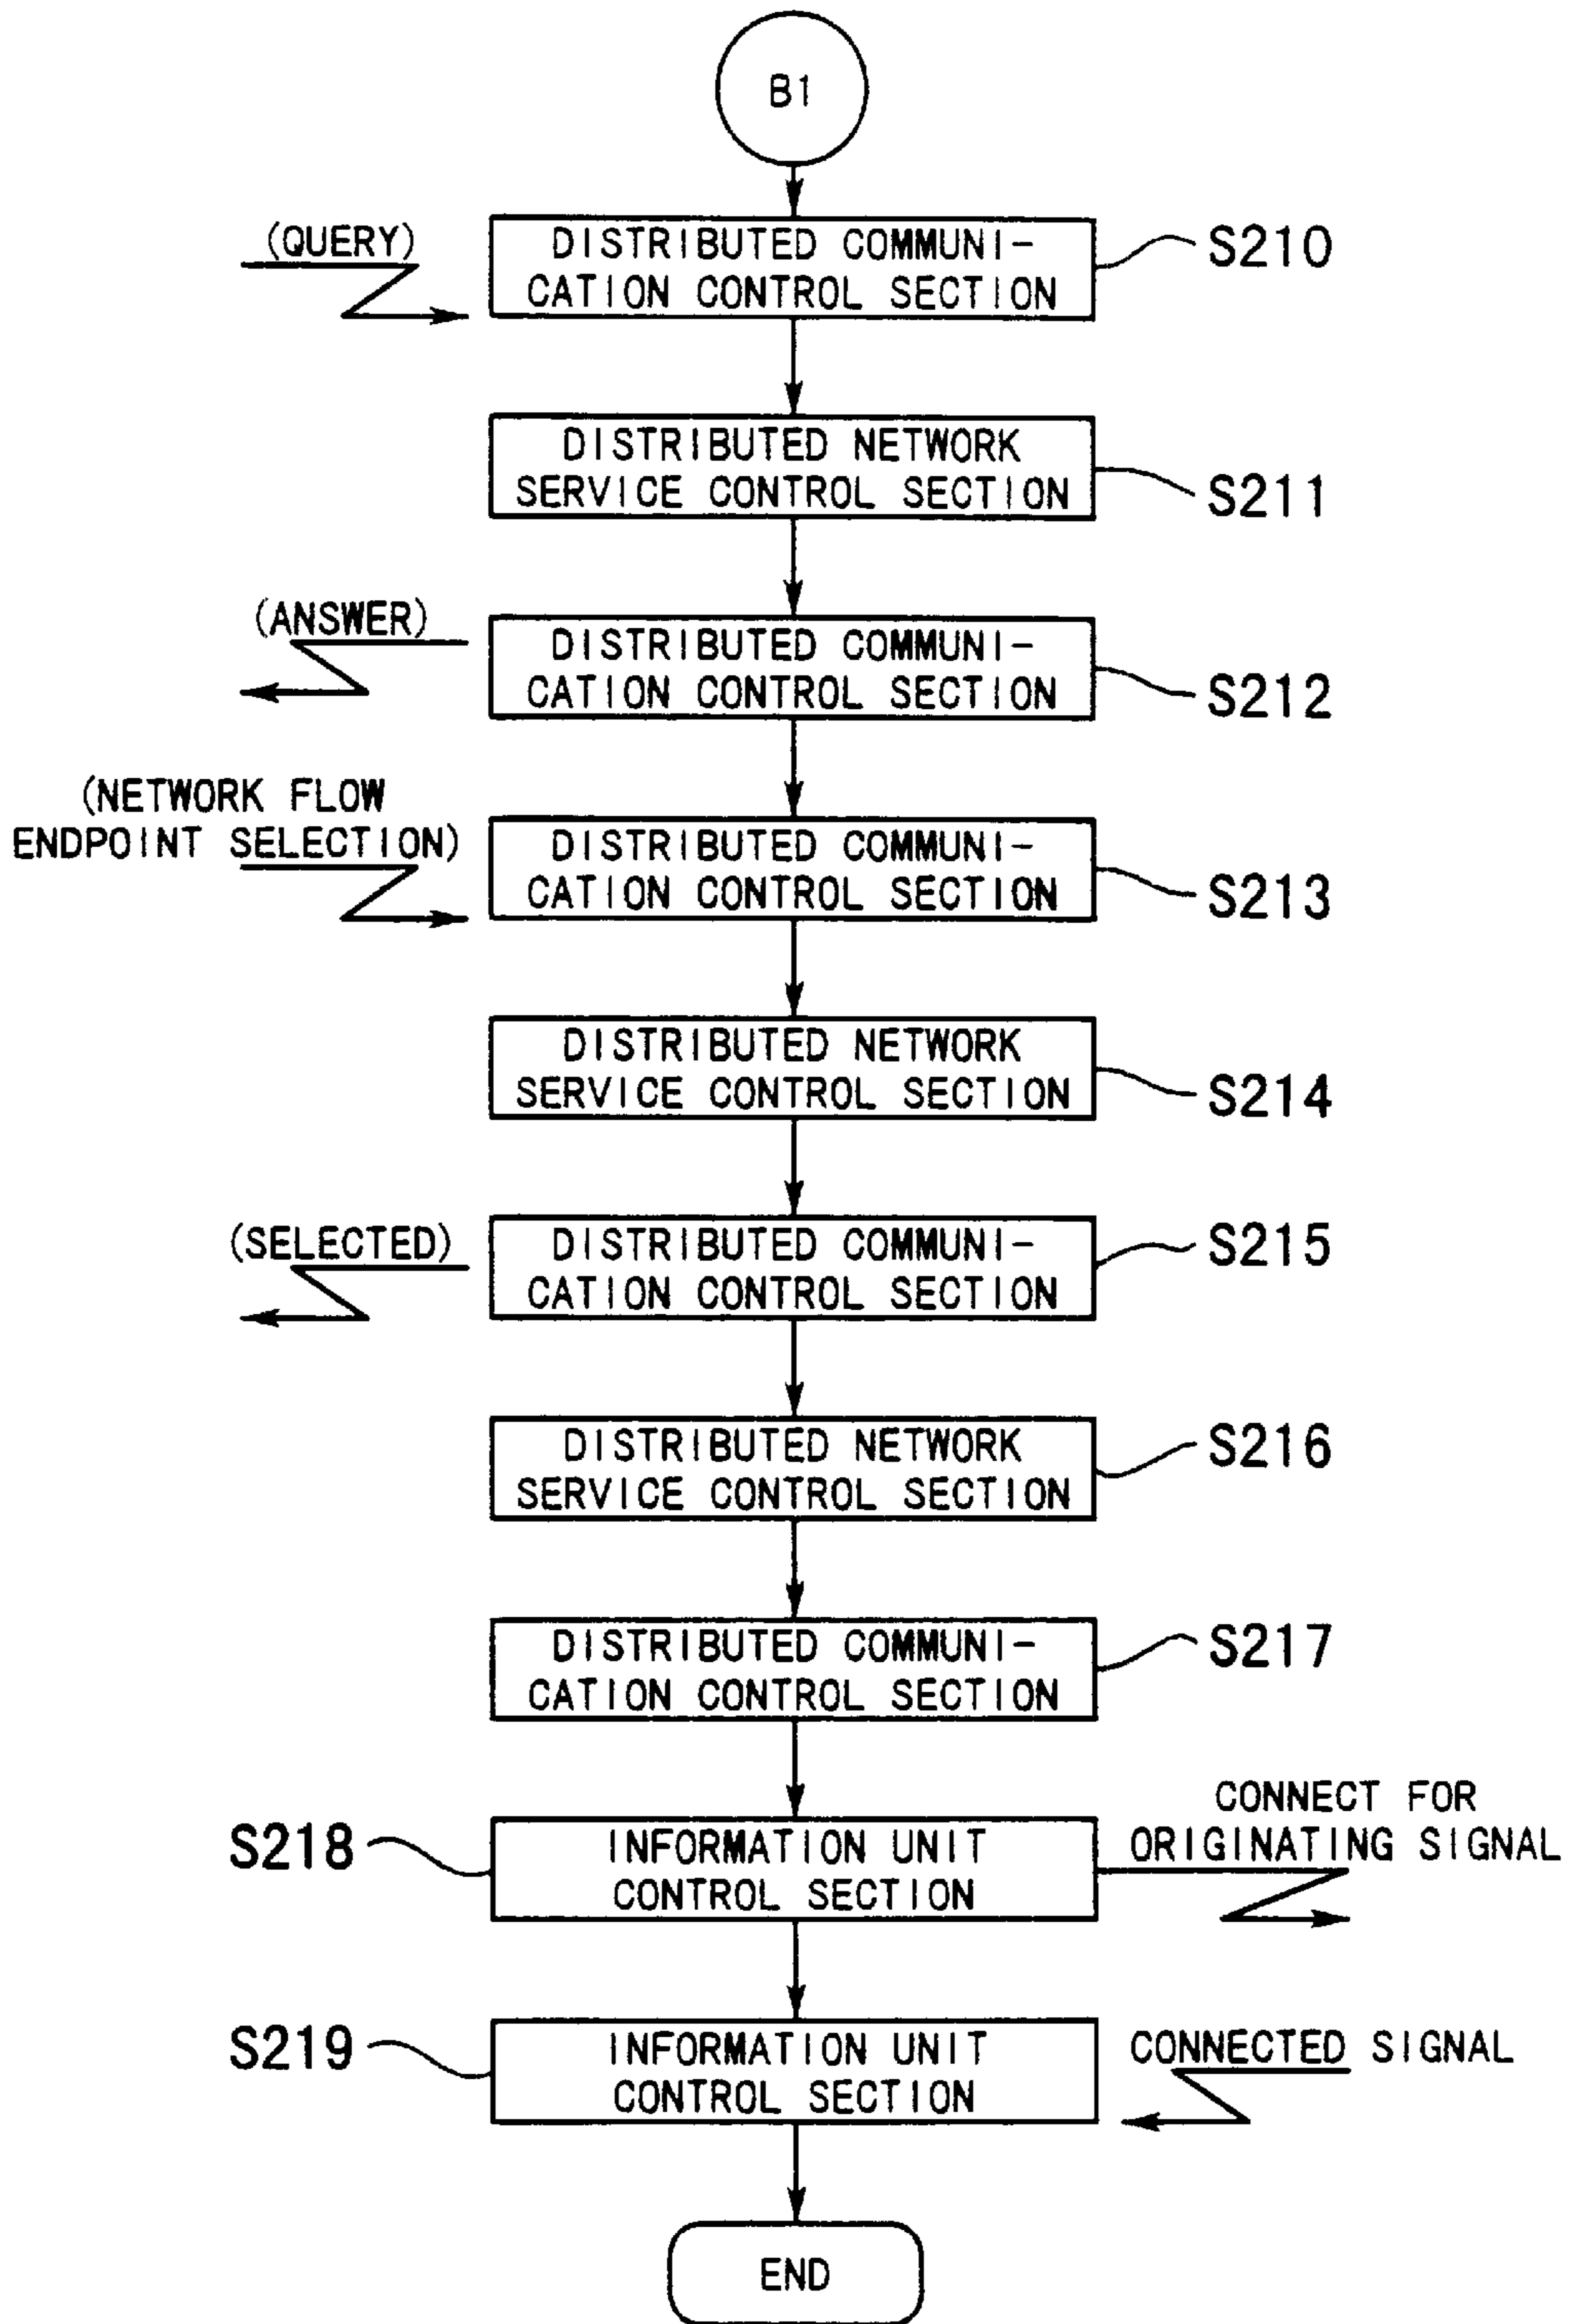 B1
(QUERY)
DISTRIBUTED COMMUNI-
CATION CONTROL SECTION
S210
DISTRIBUTED NETWORK
SERVICE CONTROL SECTION
S211
(ANSWER)
DISTRIBUTED COMMUNI-
CATION CONTROL SECTION
S212
(NETWORK FLOW
ENDPOINT SELECTION)
DISTRIBUTED COMMUNI-
CATION CONTROL SECTION
S213
DISTRIBUTED NETWORK
SERVICE CONTROL SECTION
S214
(SELECTED)
DISTRIBUTED COMMUNI-
CATION CONTROL SECTION
S215
DISTRIBUTED NETWORK
SERVICE CONTROL SECTION
S216
DISTRIBUTED COMMUNI-
CATION CONTROL SECTION
S217
S218
INFORMATION UNIT
CONTROL SECTION
CONNECT FOR
ORIGINATING SIGNAL
S219
INFORMATION UNIT
CONTROL SECTION
CONNECTED SIGNAL
END